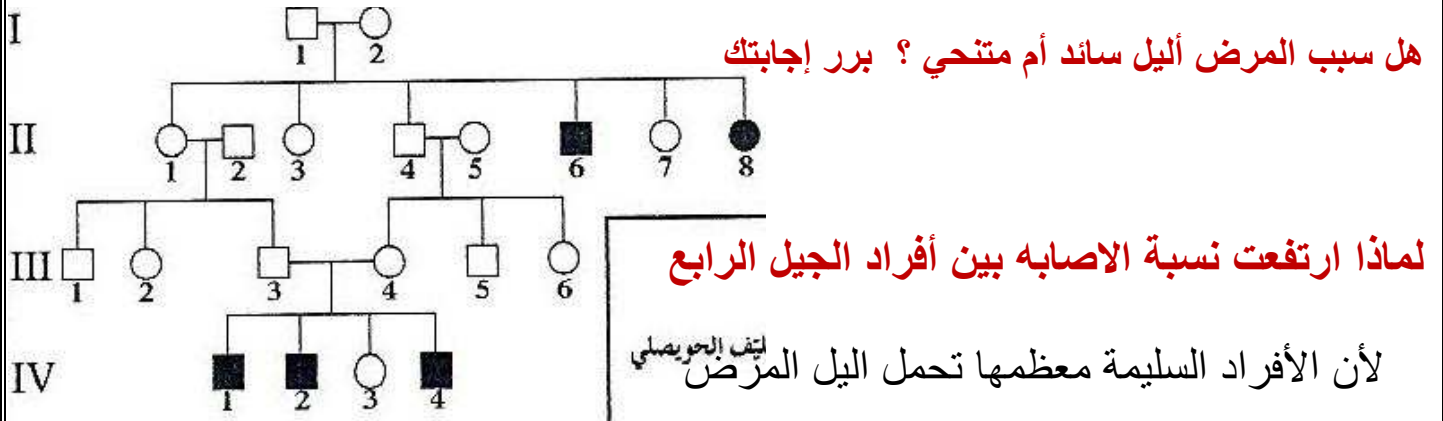 I
1 2
هل سبب المرض أليل سائد أم متنحي ؟ برر إجابتك
II
1 2 3 4 5 6 7 8
لماذا ارتفعت نسبة الاصابه بين أفراد الجيل الرابع
III
1 2 3 4 5 6
الحويصلي
لأن الأفراد السليمة معظمها تحمل اليل المرض
IV
1 2 3 4